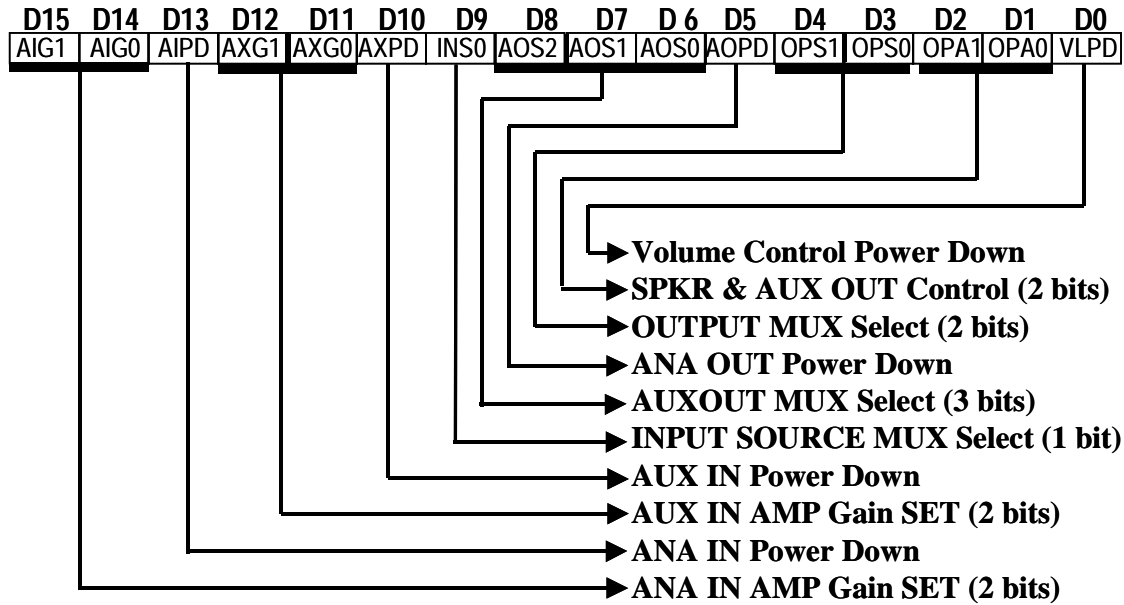 D15 D14 D13 D12 D11 D10 D9 D8 D7 D 6 D5 D4 D3 D2 D1 D0
AIG1 AIG0 AIPD AXG1 AXG0 AXPD INS0 AOS2 AOS1 AOS0 AOPD OPS1 OPS0 OPA1 OPA0 VLPD
Volume Control Power Down
SPKR & AUX OUT Control (2 bits)
OUTPUT MUX Select (2 bits)
ANA OUT Power Down
AUXOUT MUX Select (3 bits)
INPUT SOURCE MUX Select (1 bit)
AUX IN Power Down
AUX IN AMP Gain SET (2 bits)
ANA IN Power Down
ANA IN AMP Gain SET (2 bits)